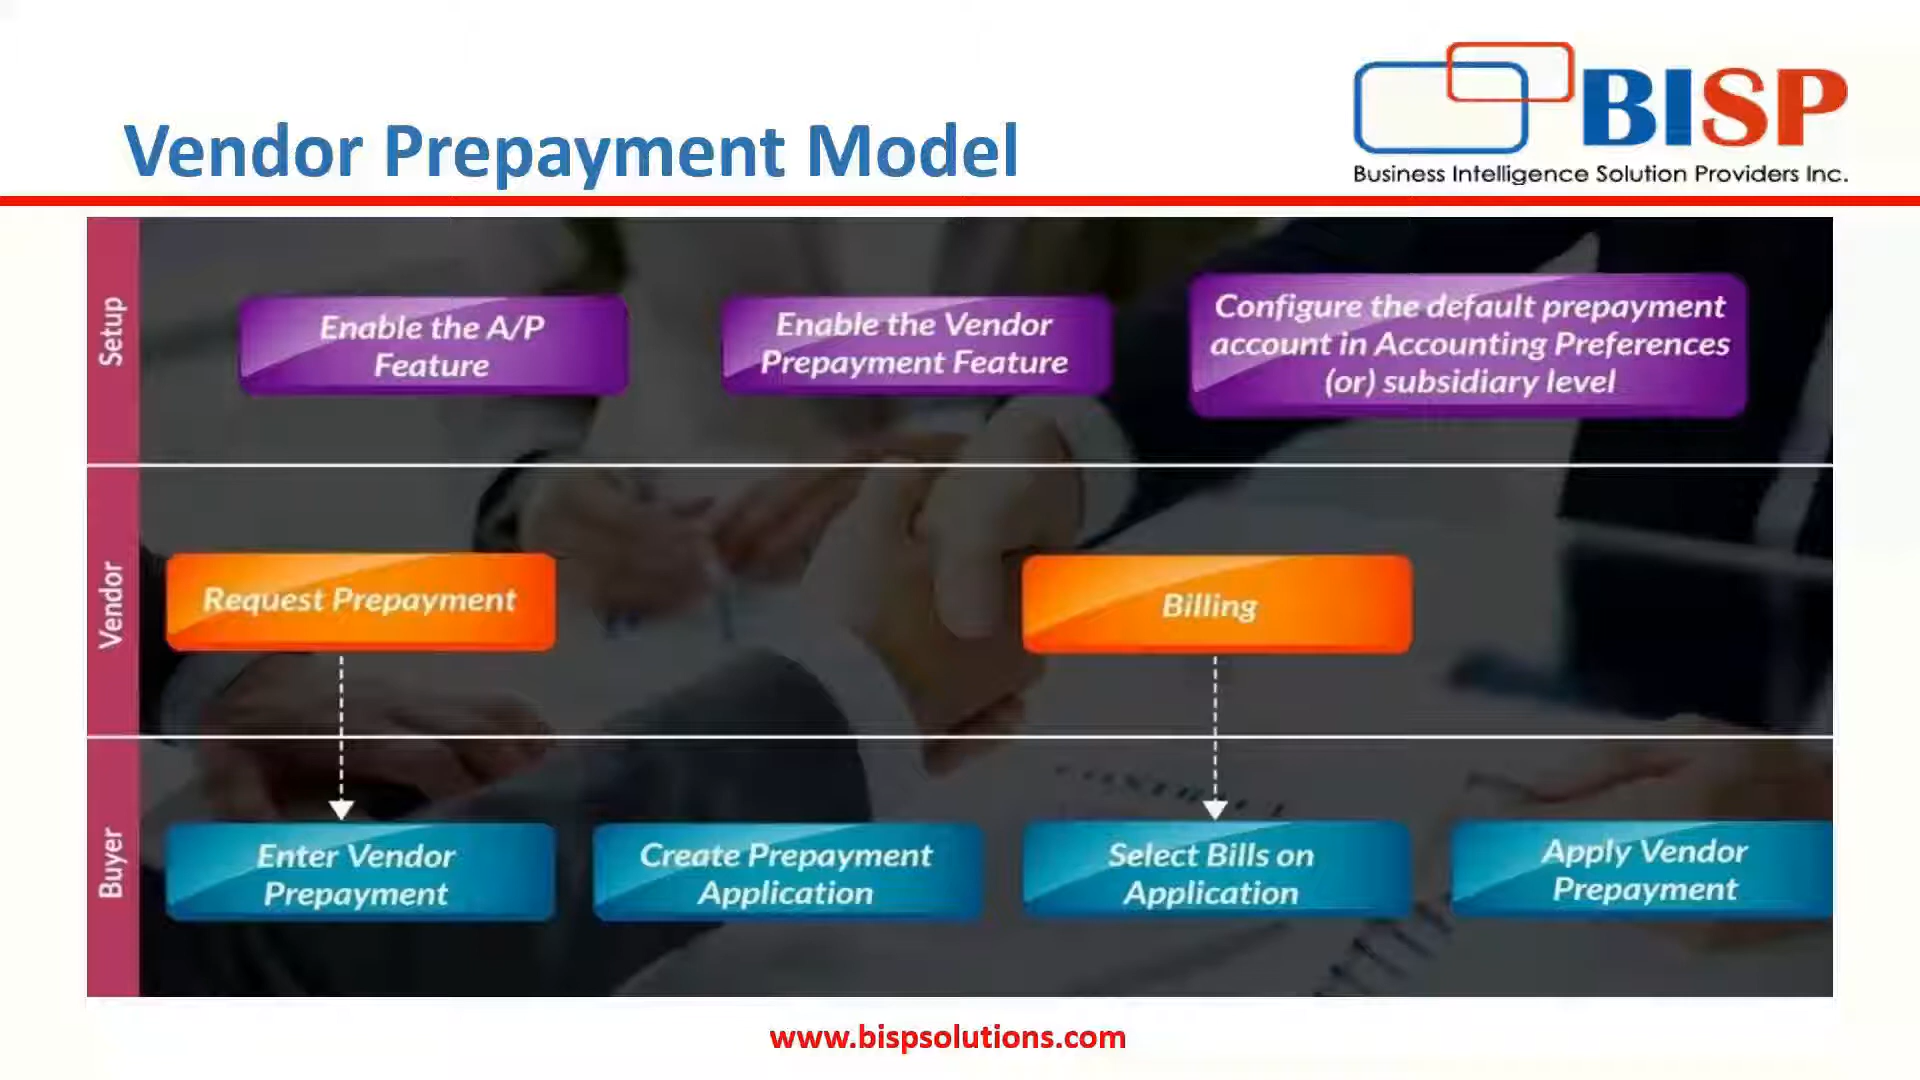 BISP
Business Intelligence Solution Providers Inc.
Vendor Prepayment Model
Setup
Enable the A/P
Feature
Enable the Vendor
Prepayment Feature
Configure the default prepayment
account in Accounting Preferences
(or) subsidiary level
Vendor
Request Prepayment
Billing
Buyer
Enter Vendor
Prepayment
Create Prepayment
Application
Select Bills on
Application
Apply Vendor
Prepayment
CONTRACT
www.bispsolutions.com